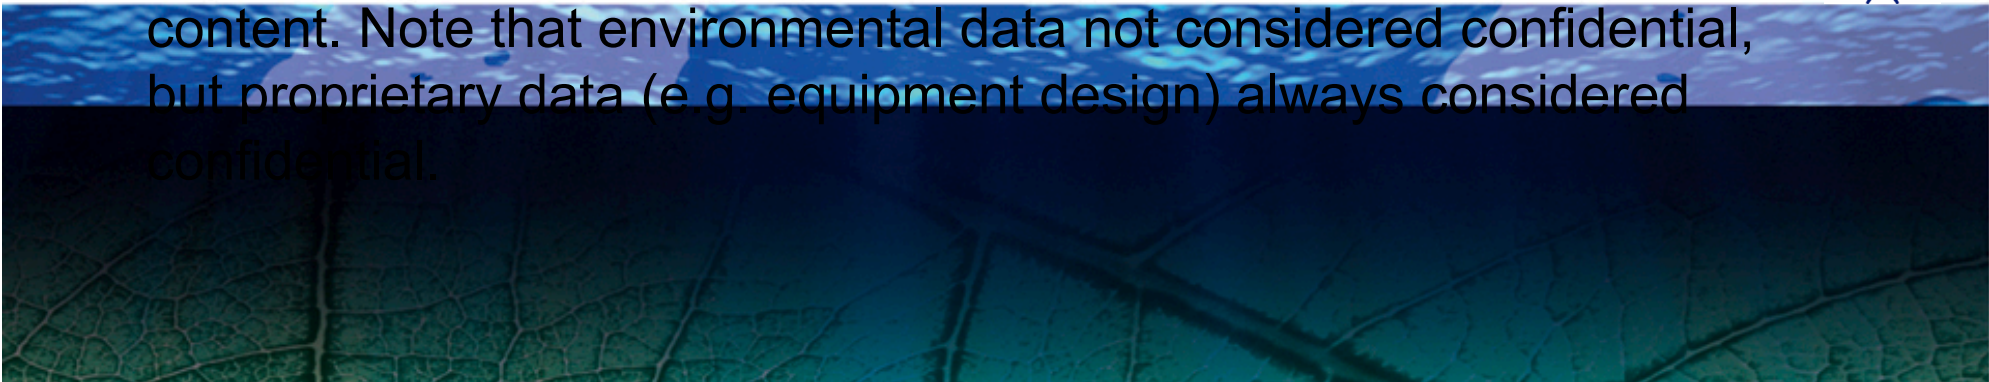 content. Note that environmental data not considered confidential,
but proprietary data (e.g. equipment design) always considered
confidential.